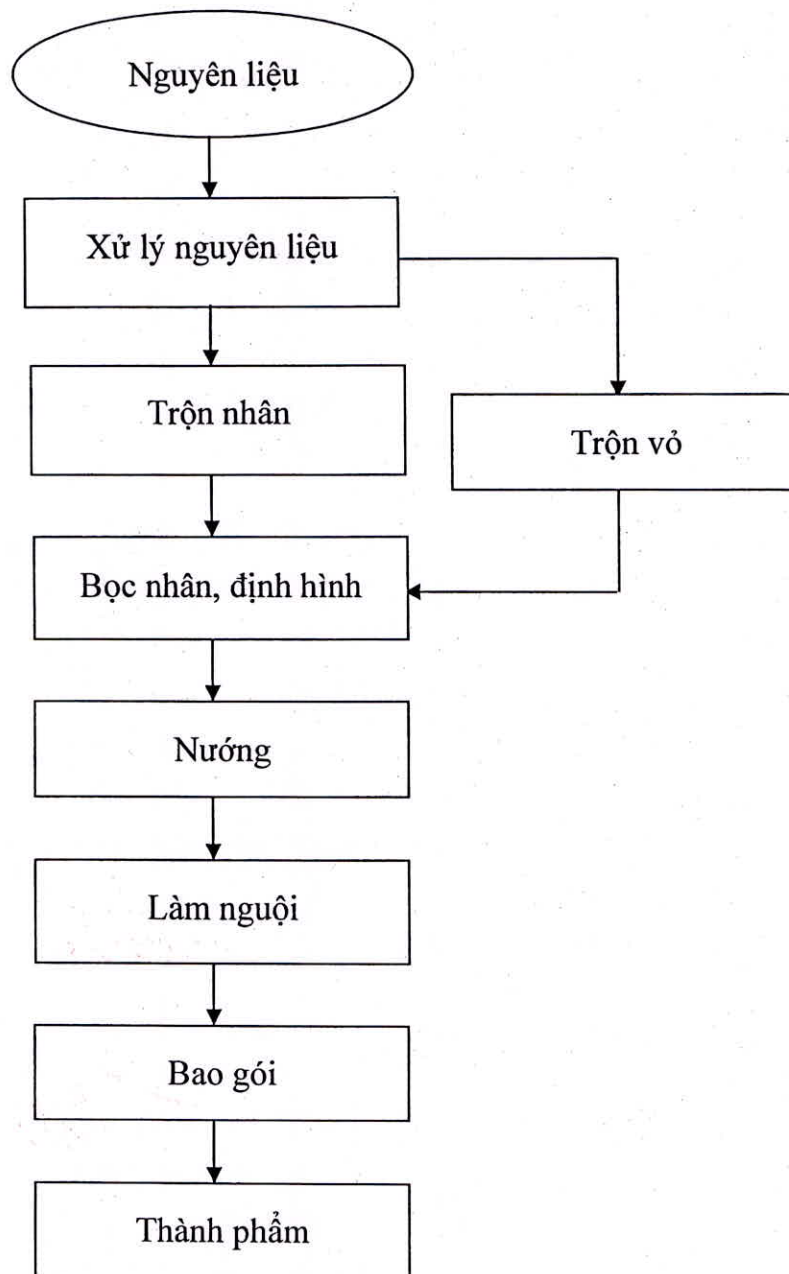 Nguyên liệu
Xử lý nguyên liệu
Trộn nhân
Trộn vỏ
Bọc nhân, định hình
Nướng
Làm nguội
Bao gói
Thành phẩm